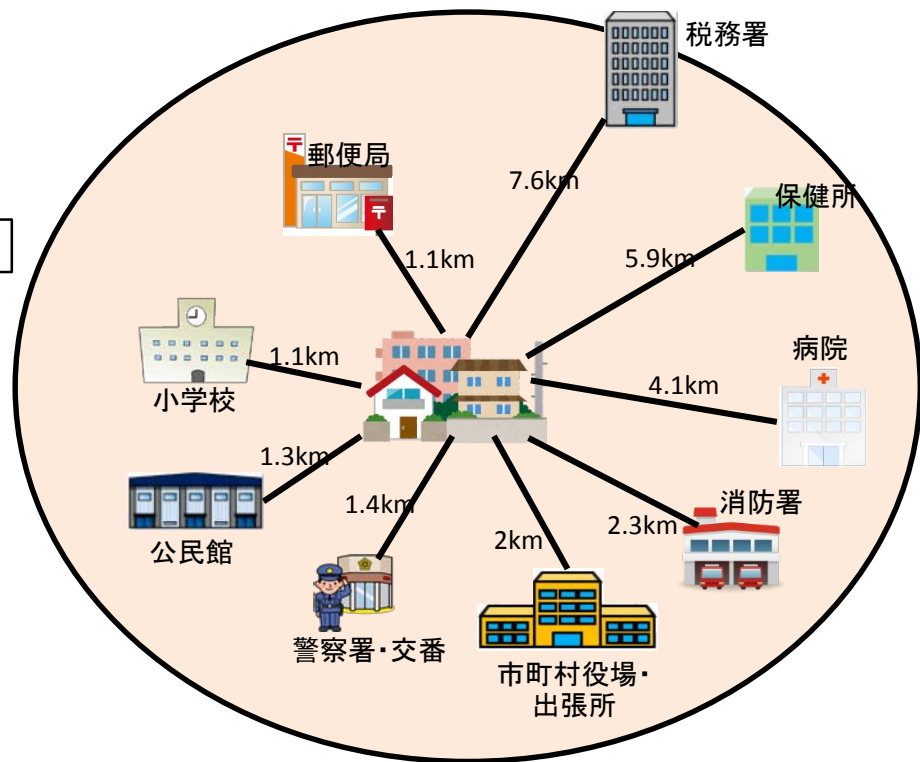 税務署
郵便局
7.6km
保健所
1.1km
5.9km
病院
1.1km
4.1km
小学校
1.3km
消防署
1.4km
2.3km
2km
公民館
警察署・交番
市町村役場・
出張所